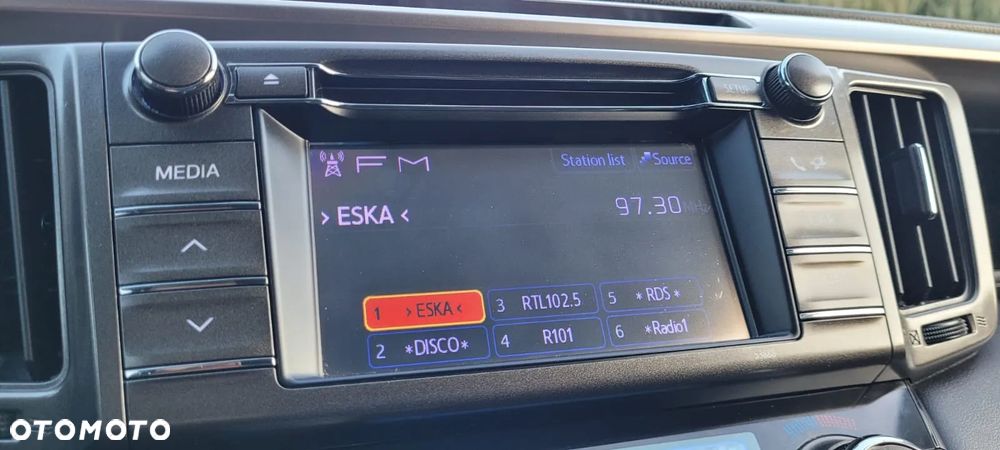 SETUP
MEDIA
FM
Station list
Source
> ESKA <
97.30 MHz
1 > ESKA <
3 RTL102.5
5 *RDS*
2 *DISCO*
4 R101
6 *Radio1
OTOMOTO